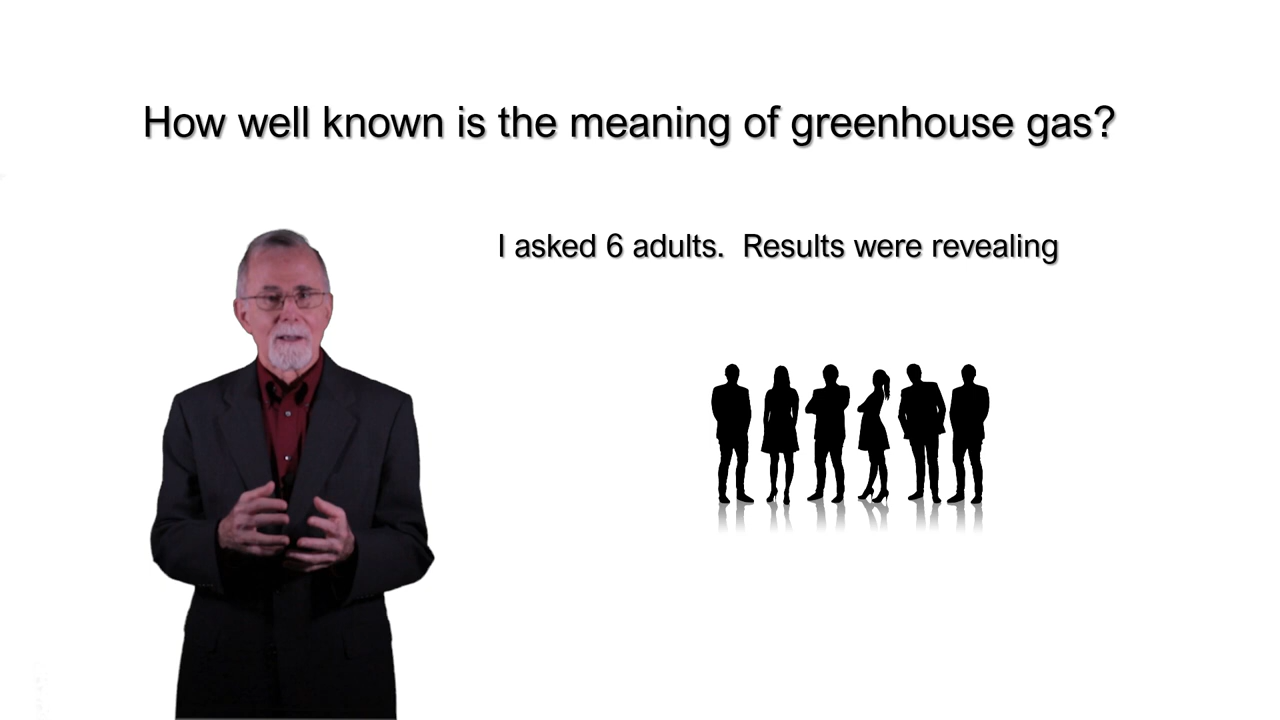 How well known is the meaning of greenhouse gas?
I asked 6 adults.  Results were revealing